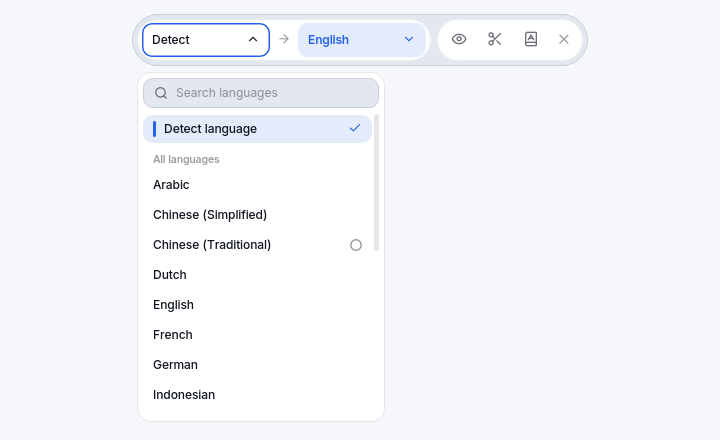 Detect
English
Search languages
Detect language
All languages
Arabic
Chinese (Simplified)
Chinese (Traditional)
Dutch
English
French
German
Indonesian